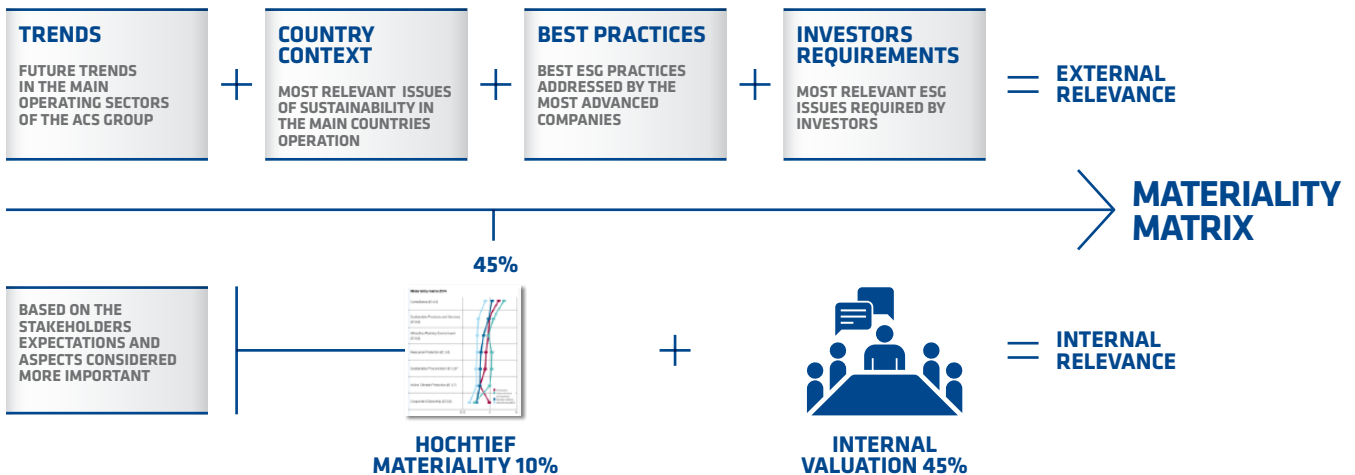 TRENDS
FUTURE TRENDS
IN THE MAIN
OPERATING SECTORS
OF THE ACS GROUP
COUNTRY
CONTEXT
MOST RELEVANT ISSUES
OF SUSTAINABILITY IN
THE MAIN COUNTRIES
OPERATION
BEST PRACTICES
BEST ESG PRACTICES
ADDRESSED BY THE
MOST ADVANCED
COMPANIES
INVESTORS
REQUIREMENTS
MOST RELEVANT ESG
ISSUES REQUIRED BY
INVESTORS
EXTERNAL
RELEVANCE
MATERIALITY
MATRIX
45%
BASED ON THE
STAKEHOLDERS
EXPECTATIONS AND
ASPECTS CONSIDERED
MORE IMPORTANT
HOCHTIEF
MATERIALITY 10%
INTERNAL
VALUATION 45%
INTERNAL
RELEVANCE